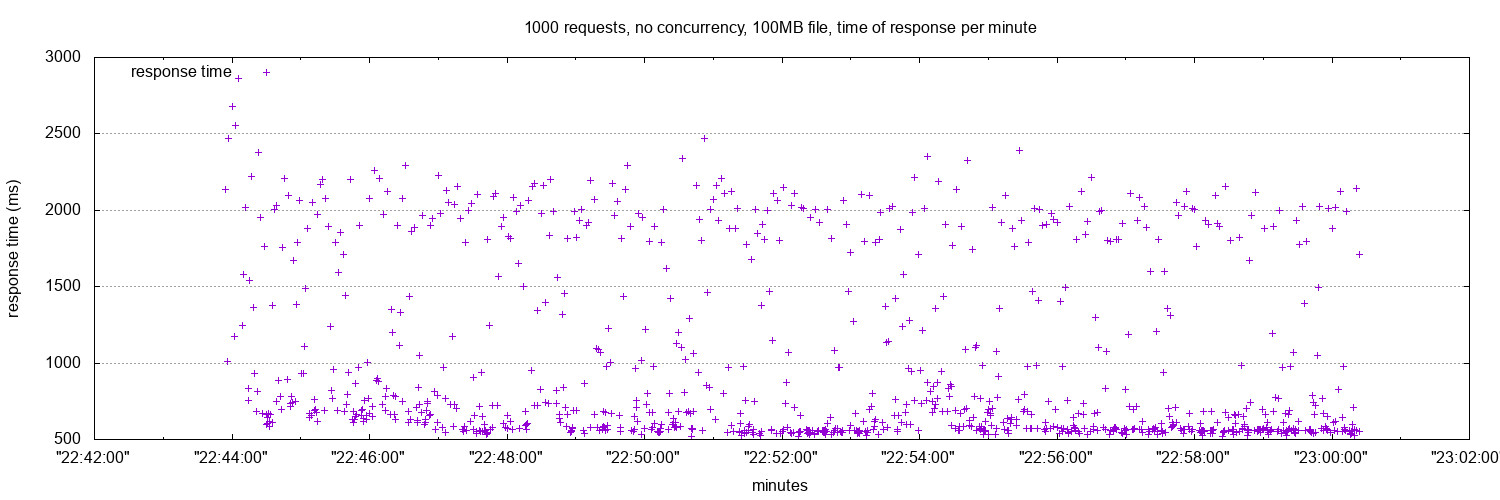 1000 requests, no concurrency, 100MB file, time of response per minute
3000
response time
2500
2000
1500
1000
500
response time (ms)
"22:42:00" "22:44:00" "22:46:00" "22:48:00" "22:50:00" "22:52:00" "22:54:00" "22:56:00" "22:58:00" "23:00:00" "23:02:00
minutes